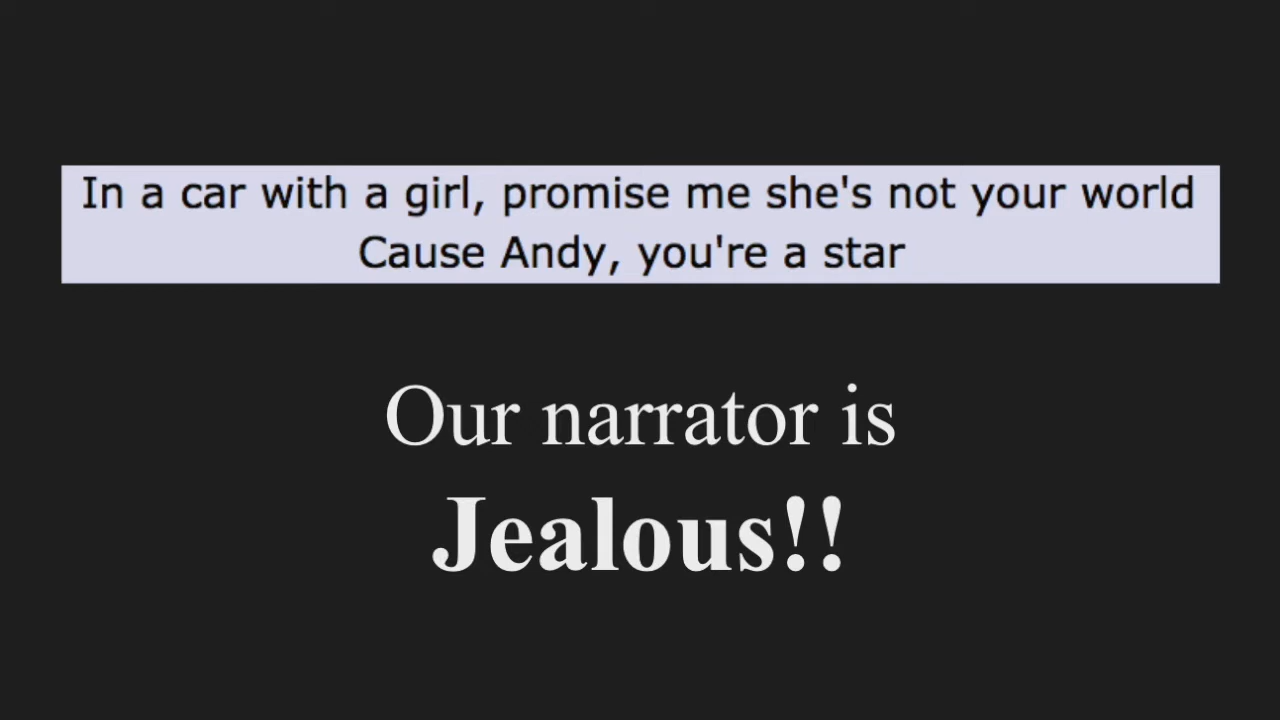 In a car with a girl, promise me she's not your world
Cause Andy, you're a star
Our narrator is
Jealous!!